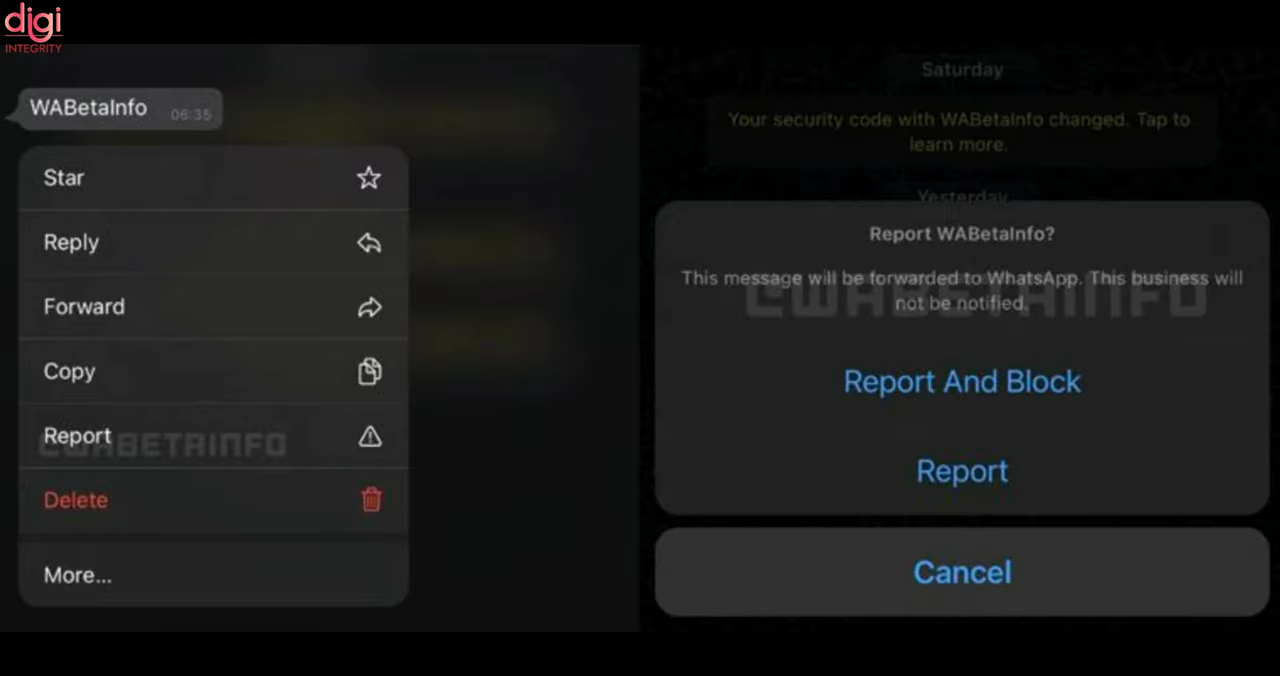 digi
INTEGRITY
WABetaInfo 06:35
Star
Reply
Forward
Copy
Report
CWABETAINFO
Delete
More...
Saturday
Your security code with WABetaInfo changed. Tap to
learn more.
Yesterday
Report WABetaInfo?
This message will be forwarded to WhatsApp. This business will
not be notified.
CWABETAINFO
Report And Block
Report
Cancel